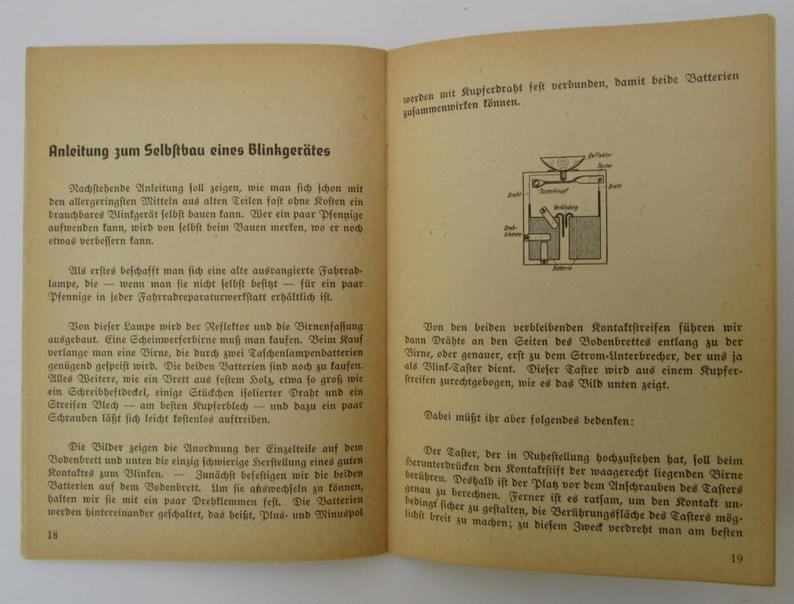 Anleitung zum Selbstbau eines Blinkgerätes
Nachstehende Anleitung soll zeigen, wie man sich schon mit
den allergeringsten Mitteln aus alten Teilen fast ohne Kosten ein
brauchbares Blinkgerät selbst bauen kann. Wer ein paar Pfennige
aufwenden kann, wird von selbst beim Bauen merken, wo er noch
etwas verbessern kann.
Als erstes beschafft man sich eine alte ausrangierte Fahrrad-
lampe, die — wenn man sie nicht selbst besitzt — für ein paar
Pfennige in jeder Fahrradreparaturwerkstatt erhältlich ist.
Von dieser Lampe wird der Reflektor und die Birnenfassung
ausgebaut. Eine Scheinwerferbirne muß man kaufen. Beim Kauf
verlange man eine Birne, die durch zwei Taschenlampenbatterien
genügend gespeist wird. Die beiden Batterien sind noch zu kaufen.
Alles Weitere, wie ein Brett aus festem Holz, etwa so groß wie
ein Schreibheftdeckel, einige Stückchen isolierter Draht und ein
Streifen Blech — am besten Kupferblech — und dazu ein paar
Schrauben läßt sich leicht kostenlos auftreiben.
Die Bilder zeigen die Anordnung der Einzelteile auf dem
Bodenbrett und unten die einzig schwierige Herstellung eines guten
Kontaktes zum Blinken. — Zunächst befestigen wir die beiden
Batterien auf dem Bodenbrett. Um sie auswechseln zu können,
halten wir sie mit ein paar Drehklemmen fest. Die Batterien
werden hintereinander geschaltet, das heißt, Plus- und Minuspol
18
werden mit Kupferdraht fest verbunden, damit beide Batterien
zusammenwirken können.
Reflektor
Taster
Draht
Tasterknopf
Draht
Verbindung
Dreh-
klemme
Batterie
Von den beiden verbleibenden Kontaktstreifen führen wir
dann Drähte an den Seiten des Bodenbrettes entlang zu der
Birne, oder genauer, erst zu dem Strom-Unterbrecher, der uns ja
als Blink-Taster dient. Dieser Taster wird aus einem Kupfer-
streifen zurechtgebogen, wie es das Bild unten zeigt.
Dabei müßt ihr aber folgendes bedenken:
Der Taster, der in Ruhestellung hochzustehen hat, soll beim
Herunterdrücken den Kontaktstift der waagerecht liegenden Birne
berühren. Deshalb ist der Platz vor dem Anschrauben des Tasters
genau zu berechnen. Ferner ist es ratsam, um den Kontakt un-
bedingt sicher zu gestalten, die Berührungsfläche des Tasters mög-
lichst breit zu machen; zu diesem Zweck verdreht man am besten
19